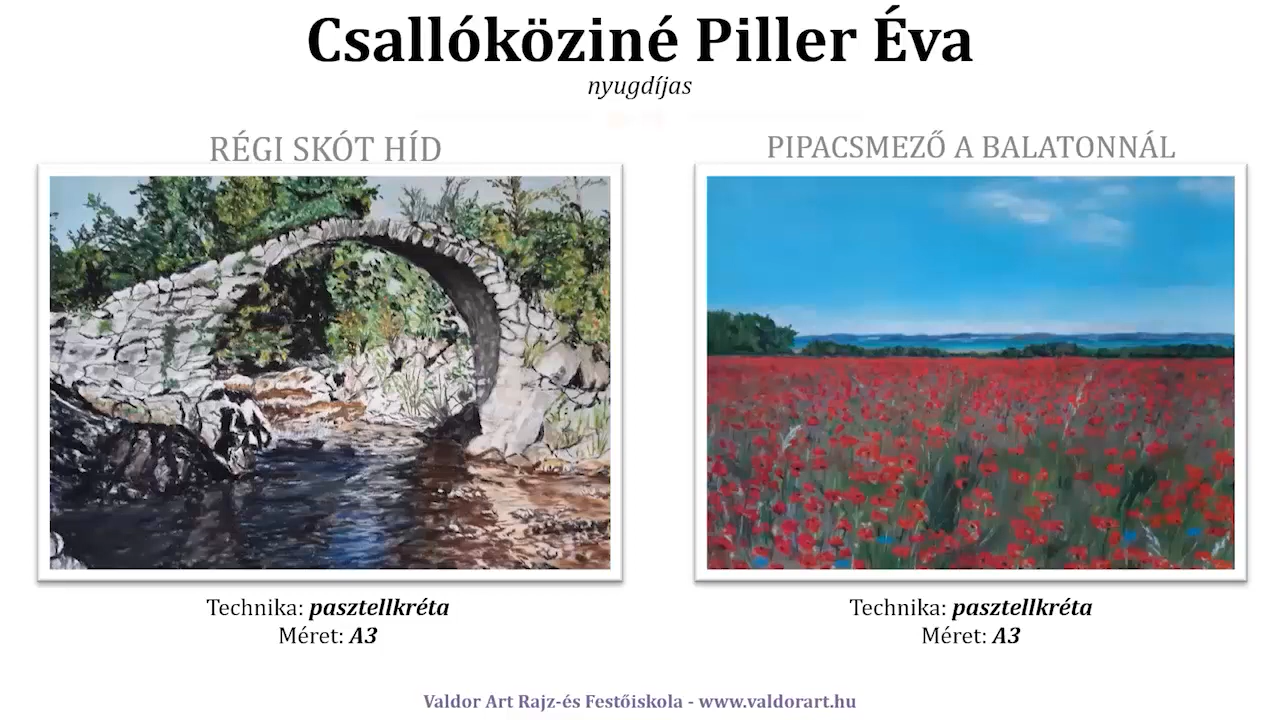 Csallóköziné Piller Éva
nyugdíjas
RÉGI SKÓT HÍD
Technika: pasztellkréta
Méret: A3
PIPACSMEZŐ A BALATONNÁL
Technika: pasztellkréta
Méret: A3
Valdor Art Rajz-és Festőiskola - www.valdorart.hu